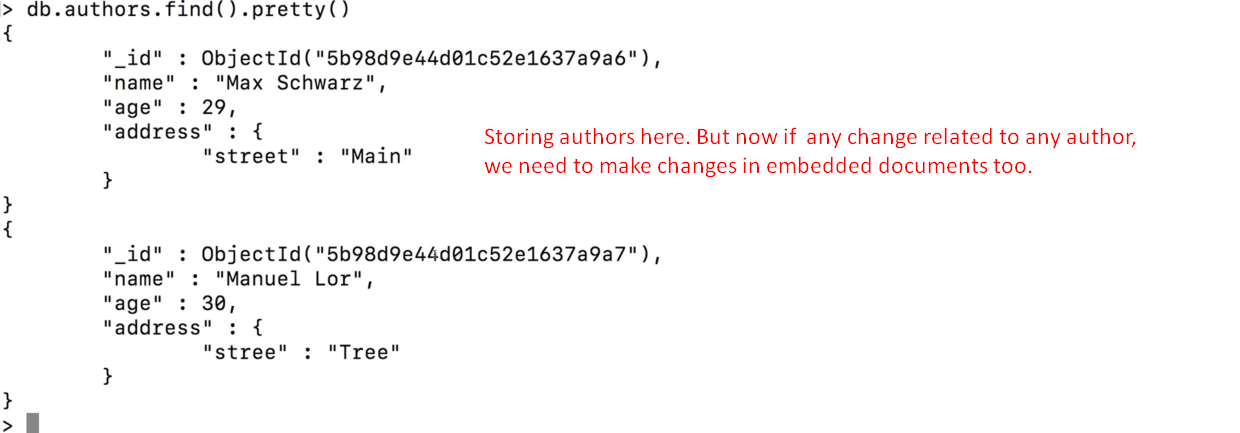 > db.authors.find().pretty()
{
"_id" : ObjectId("5b98d9e44d01c52e1637a9a6"),
"name" : "Max Schwarz",
"age" : 29,
"address" : {
"street" : "Main"
}
}
{
"_id" : ObjectId("5b98d9e44d01c52e1637a9a7"),
"name" : "Manuel Lor",
"age" : 30,
"address" : {
"stree" : "Tree"
}
}
>
Storing authors here. But now if any change related to any author,
we need to make changes in embedded documents too.